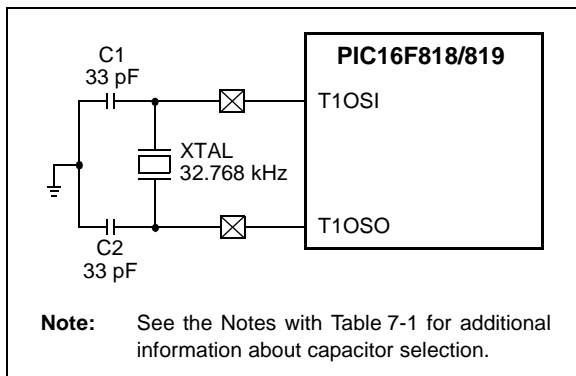 C1
33 pF
PIC16F818/819
T1OSI
XTAL
32.768 kHz
T1OSO
C2
33 pF
Note: See the Notes with Table 7-1 for additional
information about capacitor selection.